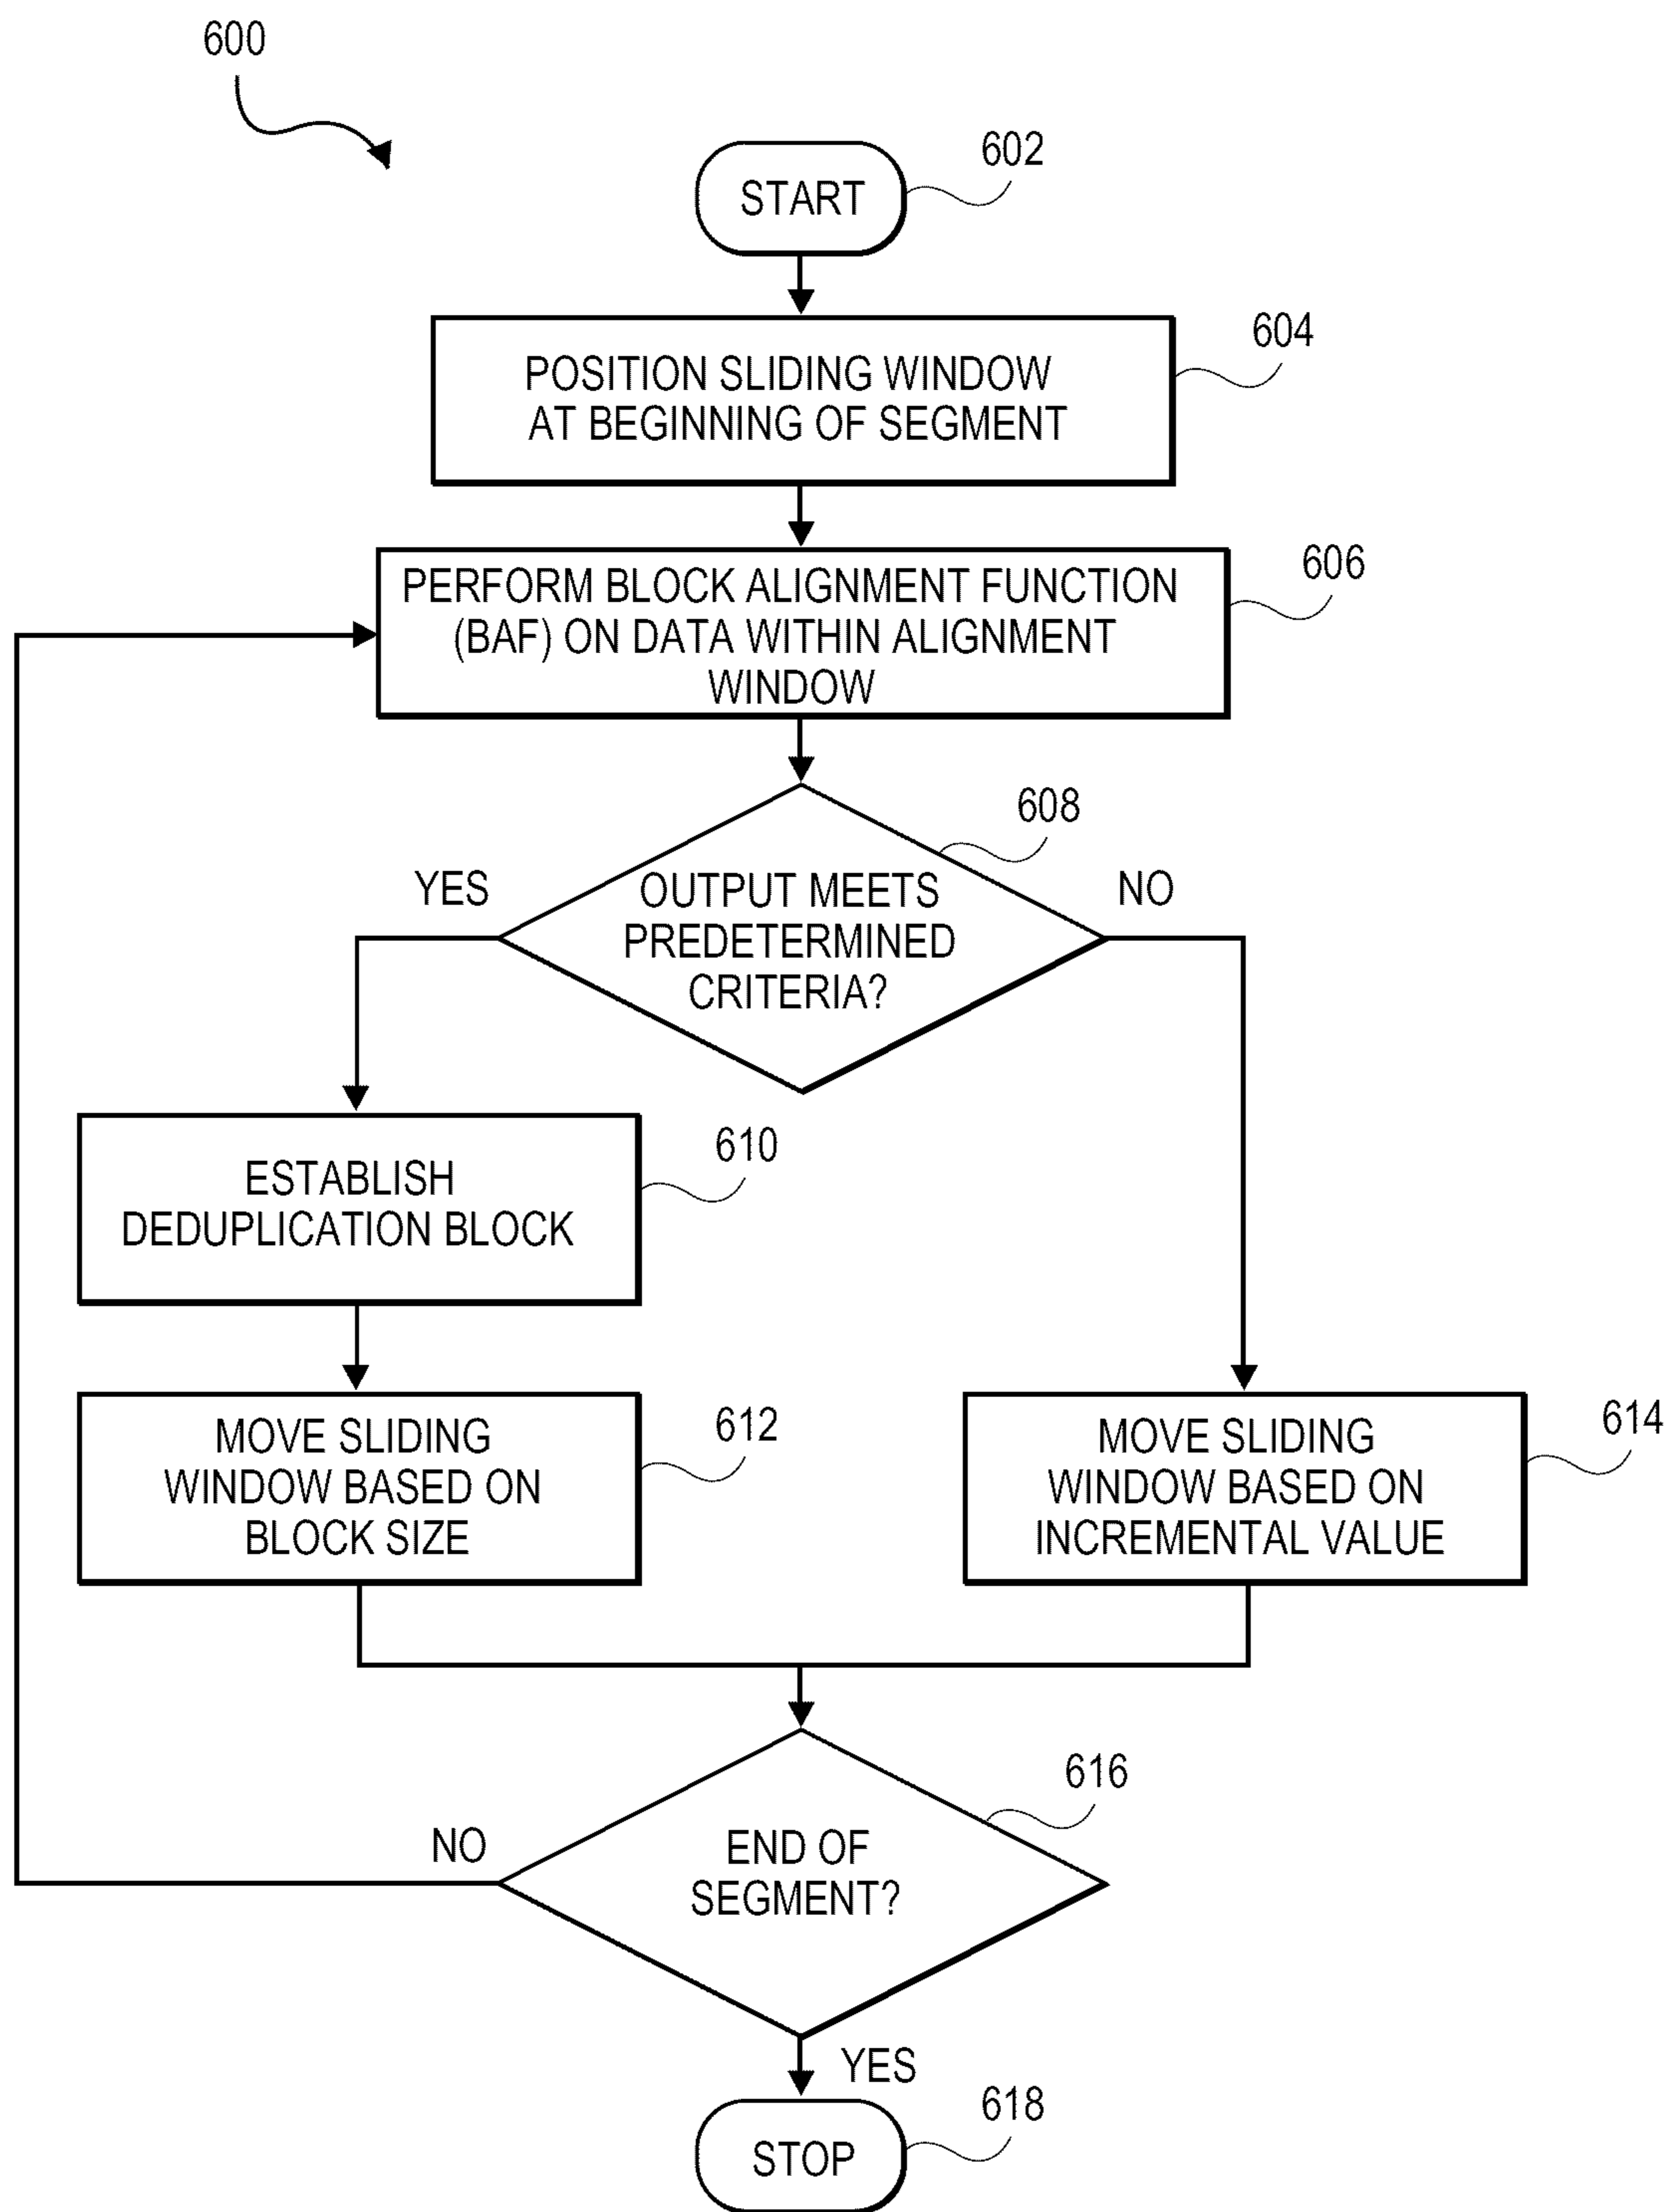 600
START
602
POSITION SLIDING WINDOW
AT BEGINNING OF SEGMENT
604
PERFORM BLOCK ALIGNMENT FUNCTION
(BAF) ON DATA WITHIN ALIGNMENT
WINDOW
606
608
YES
OUTPUT MEETS
PREDETERMINED
CRITERIA?
NO
ESTABLISH
DEDUPLICATION BLOCK
610
MOVE SLIDING
WINDOW BASED ON
BLOCK SIZE
612
MOVE SLIDING
WINDOW BASED ON
INCREMENTAL VALUE
614
616
NO
END OF
SEGMENT?
YES
STOP
618